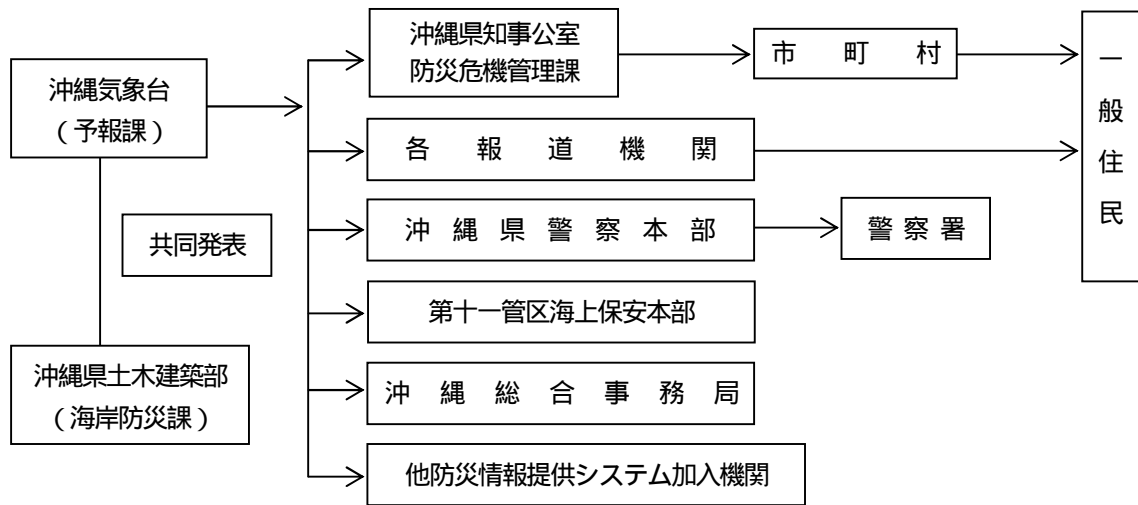 沖縄気象台
（予報課）
共同発表
沖縄県土木建築部
（海岸防災課）
沖縄県知事公室
防災危機管理課
市町村
各報道機関
沖縄県警察本部
警察署
第十一管区海上保安本部
沖縄総合事務局
他防災情報提供システム加入機関
一般住民